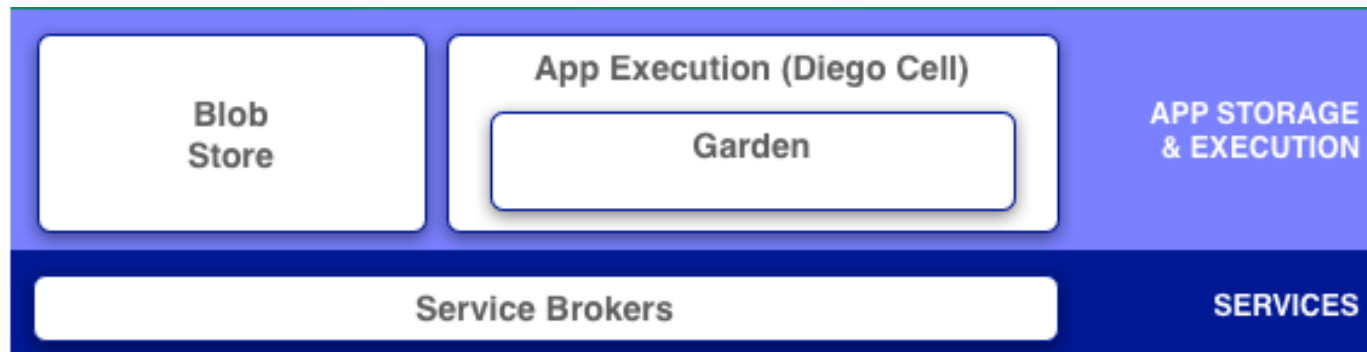 Blob
Store
App Execution (Diego Cell)
Garden
APP STORAGE
& EXECUTION
Service Brokers
SERVICES